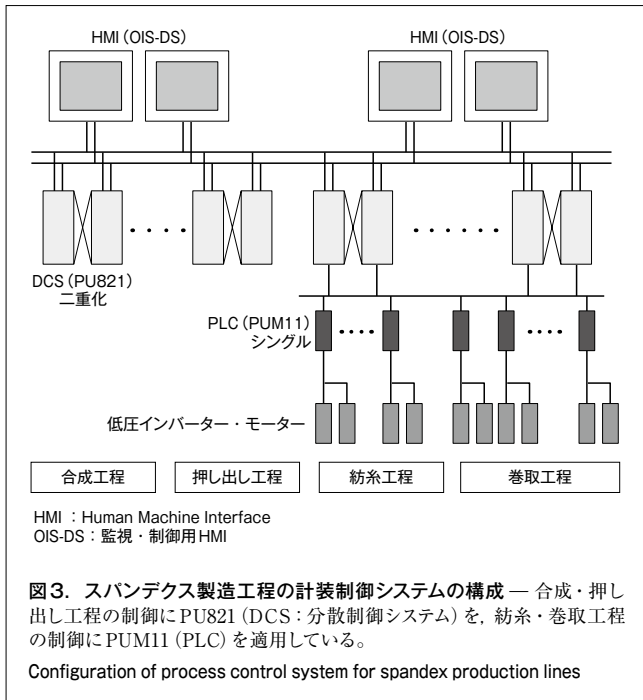 HMI(OIS-DS)
HMI(OIS-DS)
DCS(PU821)
二重化
PLC(PUM11)
シングル
低圧インバーター・モーター
合成工程
押し出し工程
紡糸工程
巻取工程
HMI : Human Machine Interface
OIS-DS:監視・制御用HMI
図3. スパンデクス製造工程の計装制御システムの構成 ― 合成・押し
出し工程の制御にPU821(DCS:分散制御システム)を,紡糸・巻取工程
の制御にPUM11(PLC)を適用している。
Configuration of process control system for spandex production lines